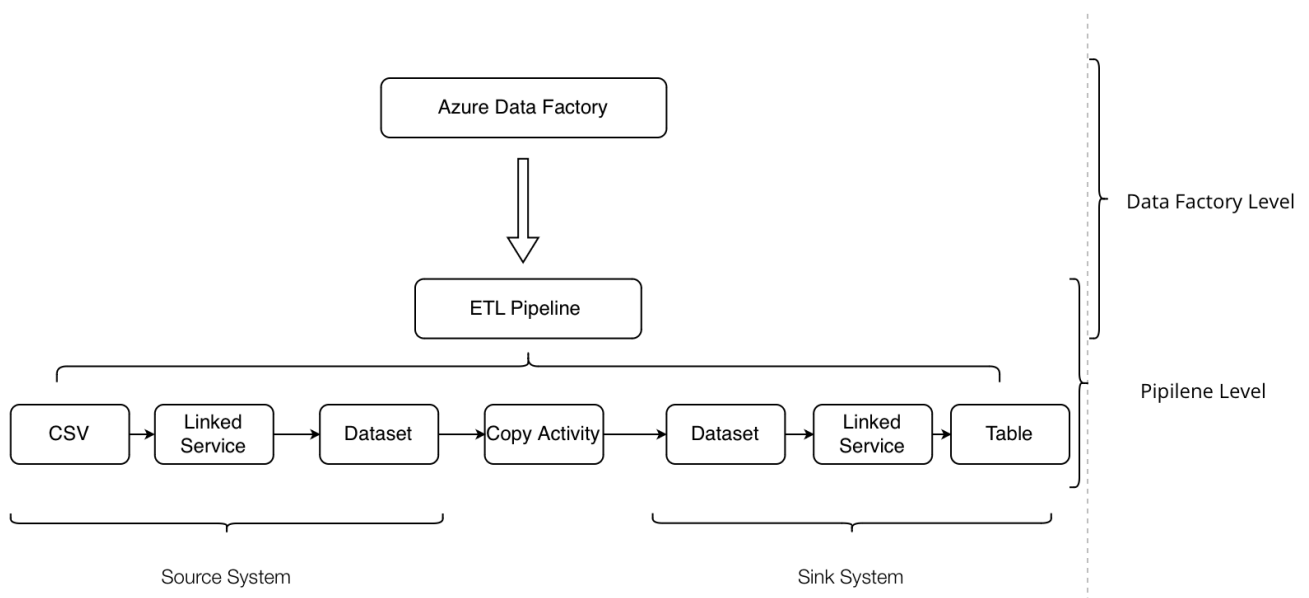 Azure Data Factory
Data Factory Level
ETL Pipeline
Pipilene Level
CSV
Linked
Service
Dataset
Copy Activity
Dataset
Linked
Service
Table
Source System
Sink System